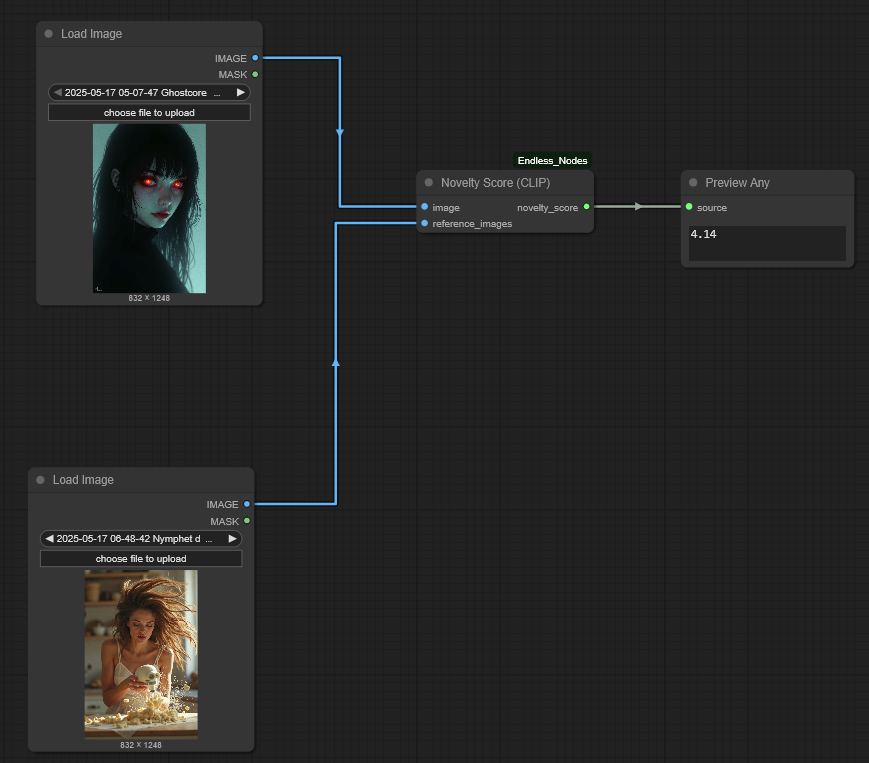 Load Image
IMAGE
MASK
2025-05-17 05-07-47 Ghostcore ...
choose file to upload
832 × 1248
Endless_Nodes
Novelty Score (CLIP)
image novelty_score
reference_images
Preview Any
source
4.14
Load Image
IMAGE
MASK
2025-05-17 06-48-42 Nymphet d ...
choose file to upload
832 × 1248